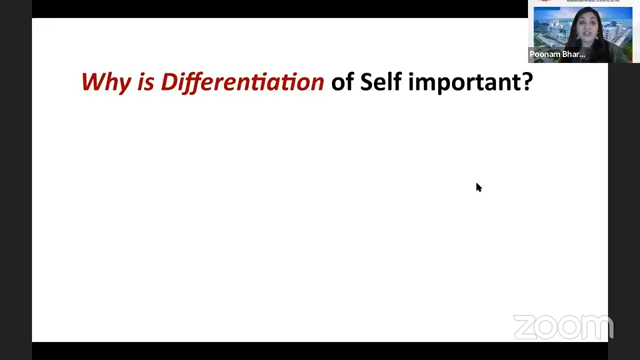 Poonam Bhar...
Why is Differentiation of Self important?
zoom